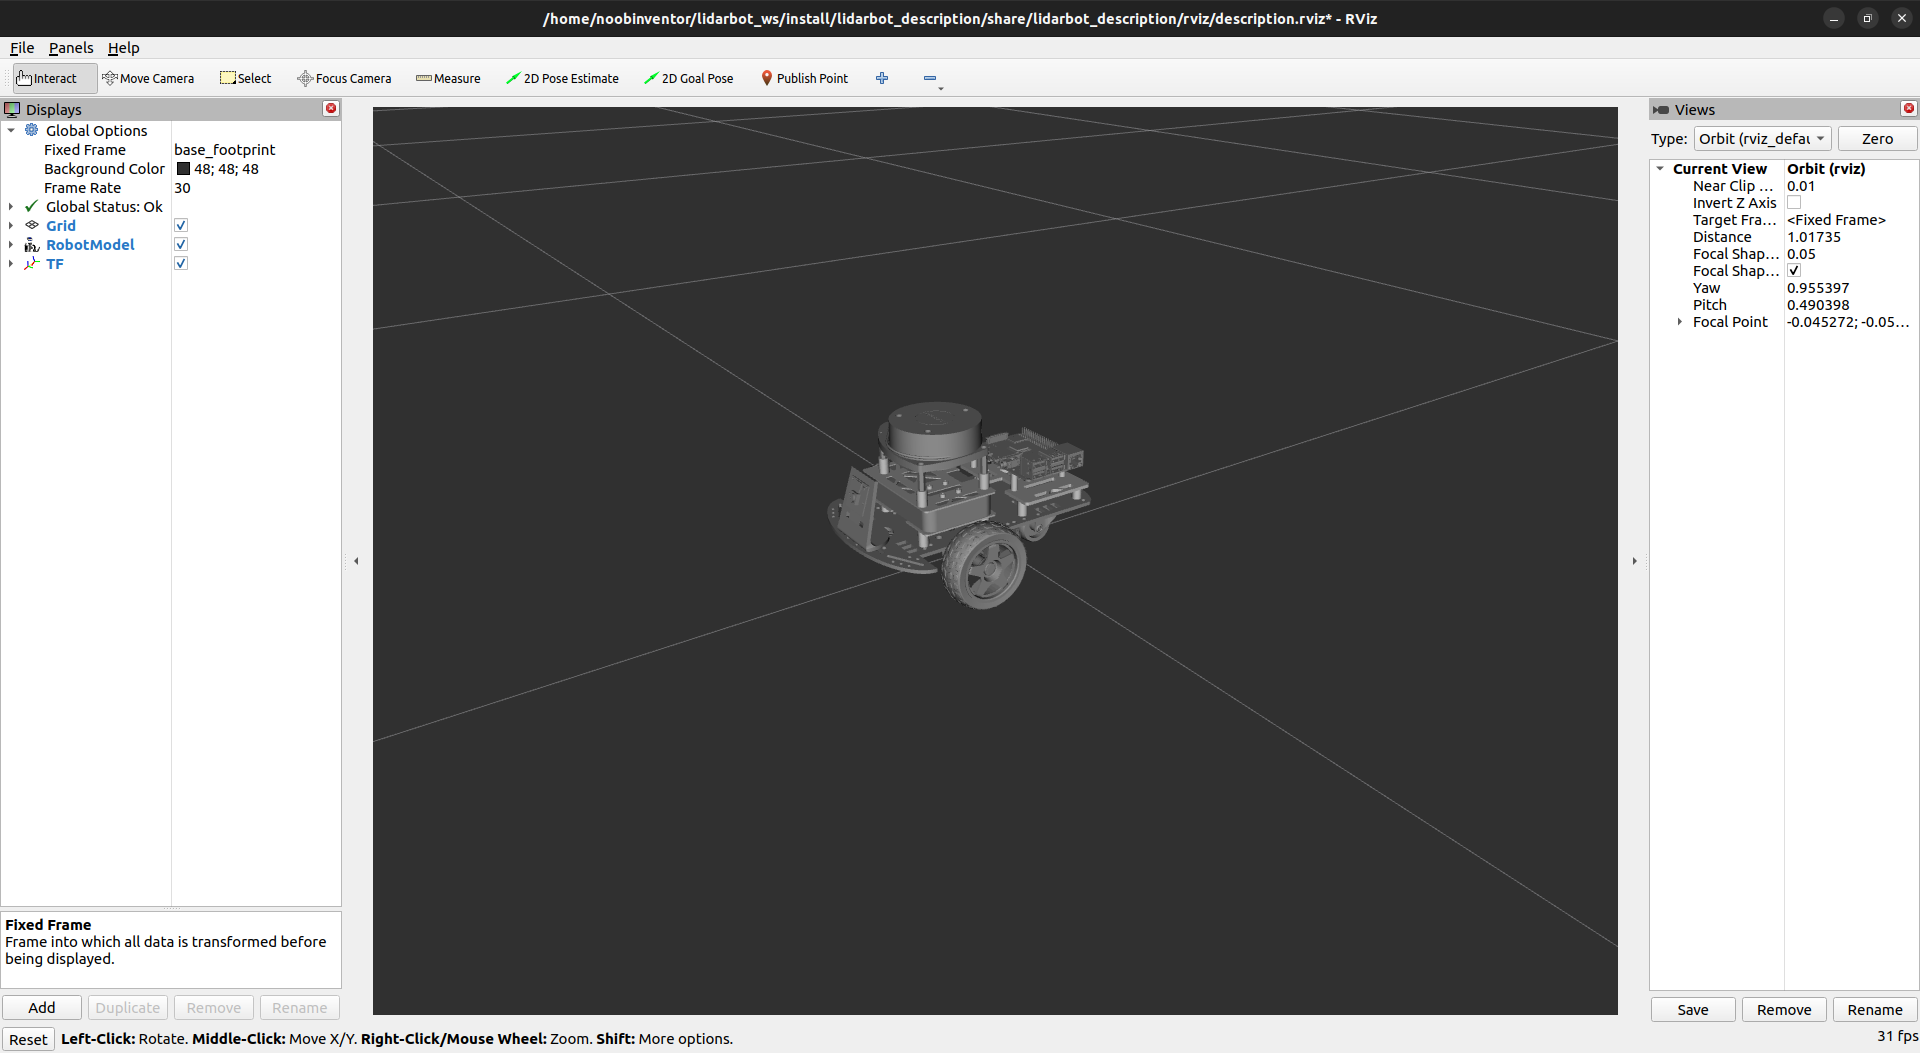 /home/noobinventor/lidarbot_ws/install/lidarbot_description/share/lidarbot_description/rviz/description.rviz* - RViz
File Panels Help
Interact Move Camera Select Focus Camera Measure 2D Pose Estimate 2D Goal Pose Publish Point
Displays
Global Options
Fixed Frame base_footprint
Background Color 48; 48; 48
Frame Rate 30
Global Status: Ok
Grid
RobotModel
TF
Fixed Frame
Frame into which all data is transformed before
being displayed.
Add Duplicate Remove Rename
Reset Left-Click: Rotate. Middle-Click: Move X/Y. Right-Click/Mouse Wheel: Zoom. Shift: More options.
Views
Type: Orbit (rviz_defau Zero
Current View Orbit (rviz)
Near Clip ... 0.01
Invert Z Axis
Target Fra... <Fixed Frame>
Distance 1.01735
Focal Shap... 0.05
Focal Shap...
Yaw 0.955397
Pitch 0.490398
Focal Point -0.045272; -0.05...
Save Remove Rename
31 fps